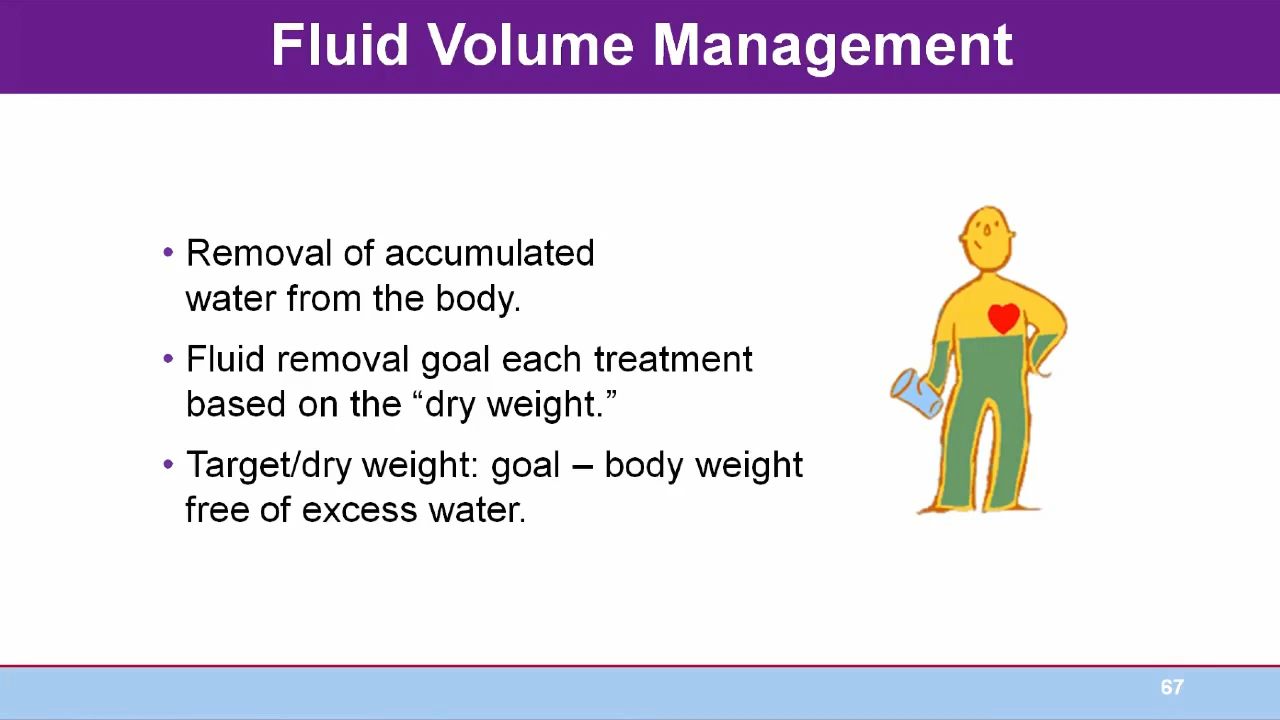 Fluid Volume Management
• Removal of accumulated
water from the body.
• Fluid removal goal each treatment
based on the “dry weight.”
• Target/dry weight: goal – body weight
free of excess water.
67